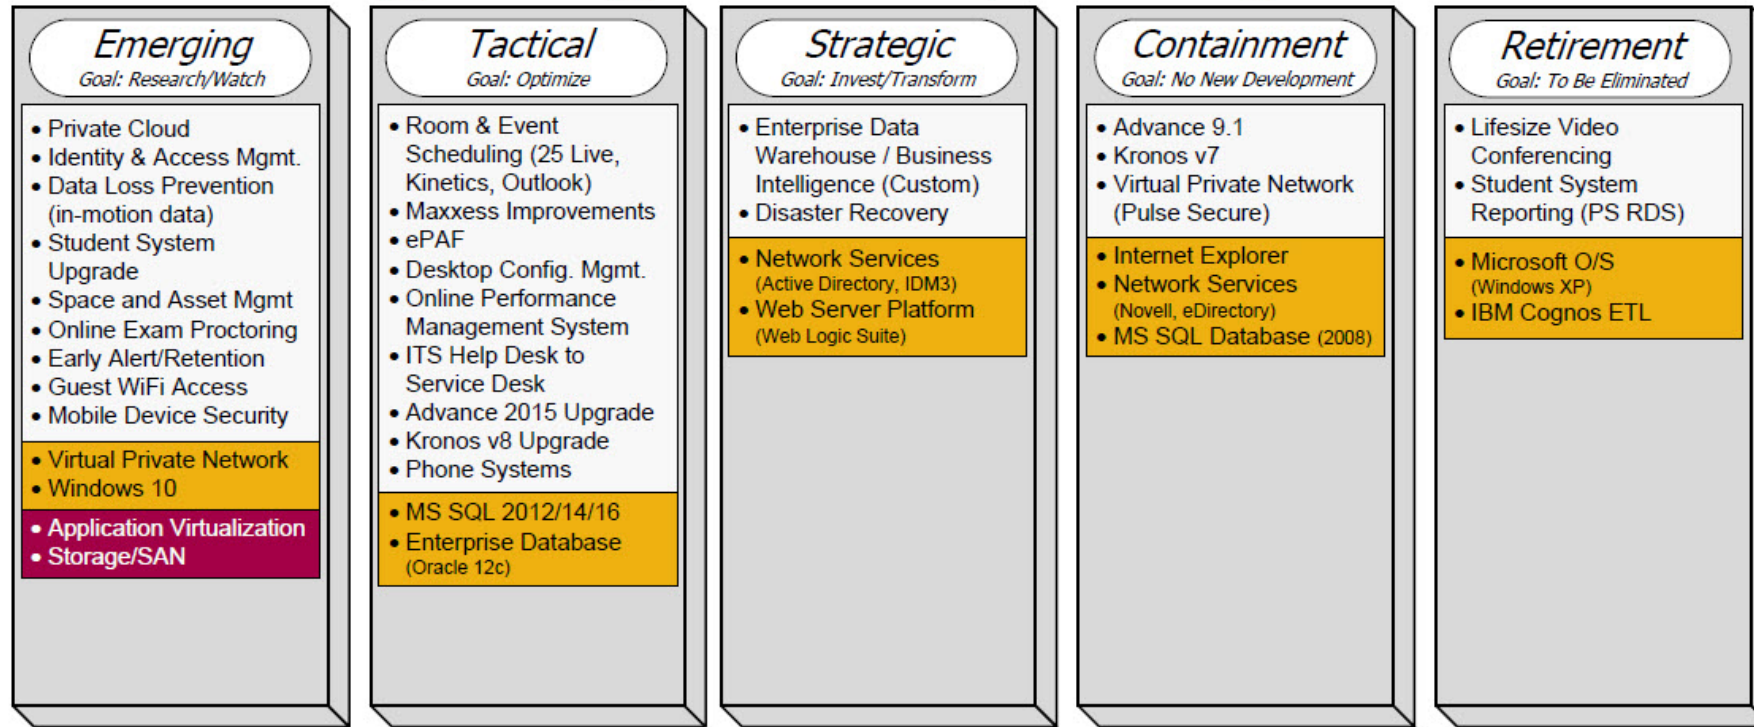 Emerging
Goal: Research/Watch
• Private Cloud
• Identity & Access Mgmt.
• Data Loss Prevention
(in-motion data)
• Student System
Upgrade
• Space and Asset Mgmt
• Online Exam Proctoring
• Early Alert/Retention
• Guest WiFi Access
• Mobile Device Security
• Virtual Private Network
• Windows 10
• Application Virtualization
• Storage/SAN
Tactical
Goal: Optimize
• Room & Event
Scheduling (25 Live,
Kinetics, Outlook)
• Maxxess Improvements
• ePAF
• Desktop Config. Mgmt.
• Online Performance
Management System
• ITS Help Desk to
Service Desk
• Advance 2015 Upgrade
• Kronos v8 Upgrade
• Phone Systems
• MS SQL 2012/14/16
• Enterprise Database
(Oracle 12c)
Strategic
Goal: Invest/Transform
• Enterprise Data
Warehouse / Business
Intelligence (Custom)
• Disaster Recovery
• Network Services
(Active Directory, IDM3)
• Web Server Platform
(Web Logic Suite)
Containment
Goal: No New Development
• Advance 9.1
• Kronos v7
• Virtual Private Network
(Pulse Secure)
• Internet Explorer
• Network Services
(Novell, eDirectory)
• MS SQL Database (2008)
Retirement
Goal: To Be Eliminated
• Lifesize Video
Conferencing
• Student System
Reporting (PS RDS)
• Microsoft O/S
(Windows XP)
• IBM Cognos ETL